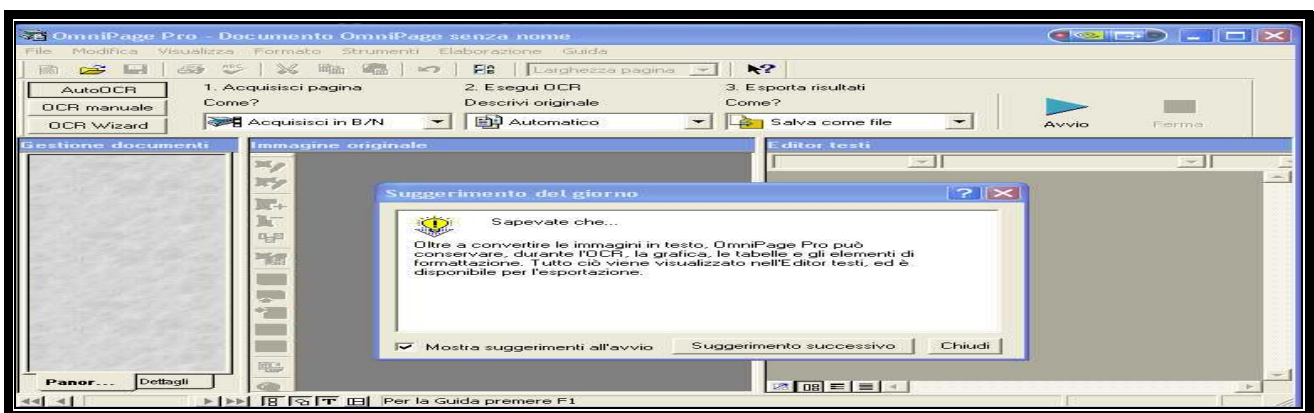 OmniPage Pro - Documento OmniPage senza nome
File Modifica Visualizza Formato Strumenti Elaborazione Guida
Larghezza pagina
AutoOCR 1. Acquisisci pagina 2. Esegui OCR 3. Esporta risultati
OCR manuale Come? Descrivi originale Come?
OCR Wizard Acquisisci in B/N Automatico Salva come file Avvio Ferma
Gestione documenti Immagine originale Editor testi
Suggerimento del giorno
Sapevate che...
Oltre a convertire le immagini in testo, OmniPage Pro può
conservare, durante l'OCR, la grafica, le tabelle e gli elementi di
formattazione. Tutto ciò viene visualizzato nell'Editor testi, ed è
disponibile per l'esportazione.
Mostra suggerimenti all'avvio Suggerimento successivo Chiudi
Panor... Dettagli
Per la Guida premere F1